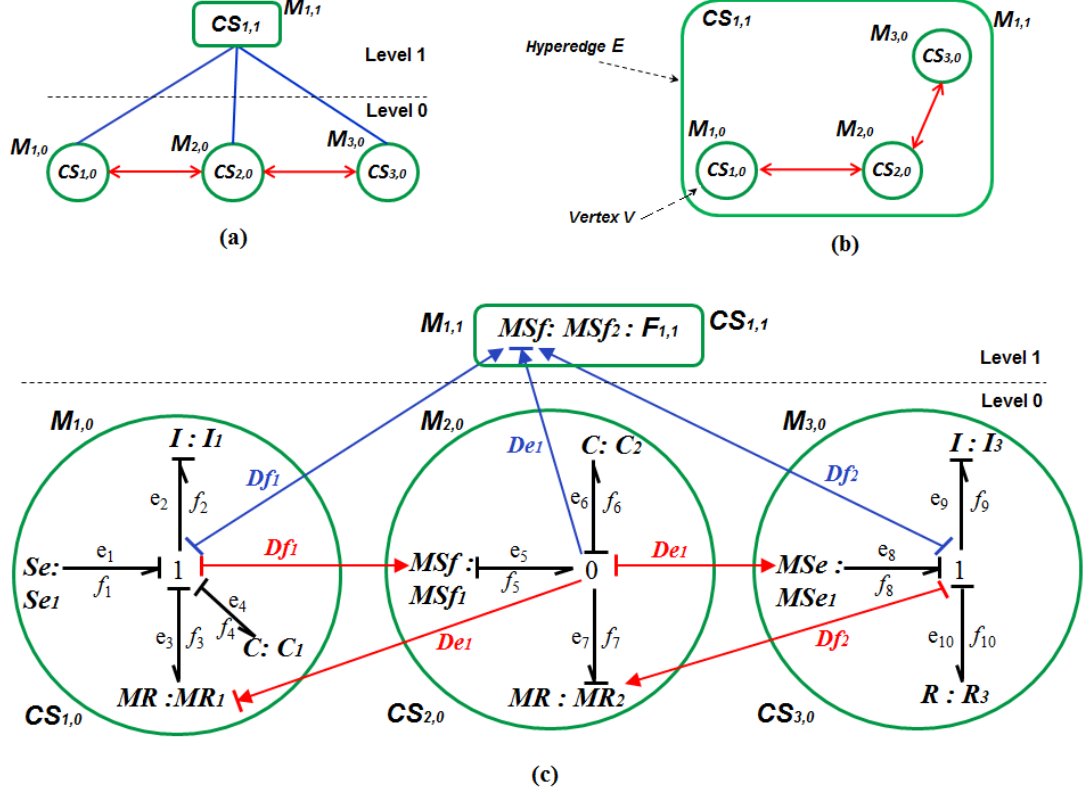 CS1,1 M1,1
Level 1
Level 0
M1,0 M2,0 M3,0
CS1,0 CS2,0 CS3,0
(a)
CS1,1 M1,1
Hyperedge E
M3,0
CS3,0
M1,0 M2,0
CS1,0 CS2,0
Vertex V
(b)
M1,1 MSf: MSf2 : F1,1 CS1,1
Level 1
Level 0
M1,0 M2,0 M3,0
I : I1 C: C2 I : I3
De1
Df1 Df2
e2 f2 e6 f6 e9 f9
Df1 De1
Se: e1 1 MSf : e5 0 MSe : e8 1
Se1 f1 MSf1 f5 MSe1 f8
e4
e3 f3 f4 C: C1 De1 e7 f7 Df2 e10 f10
MR :MR1 MR : MR2 R : R3
CS1,0 CS2,0 CS3,0
(c)